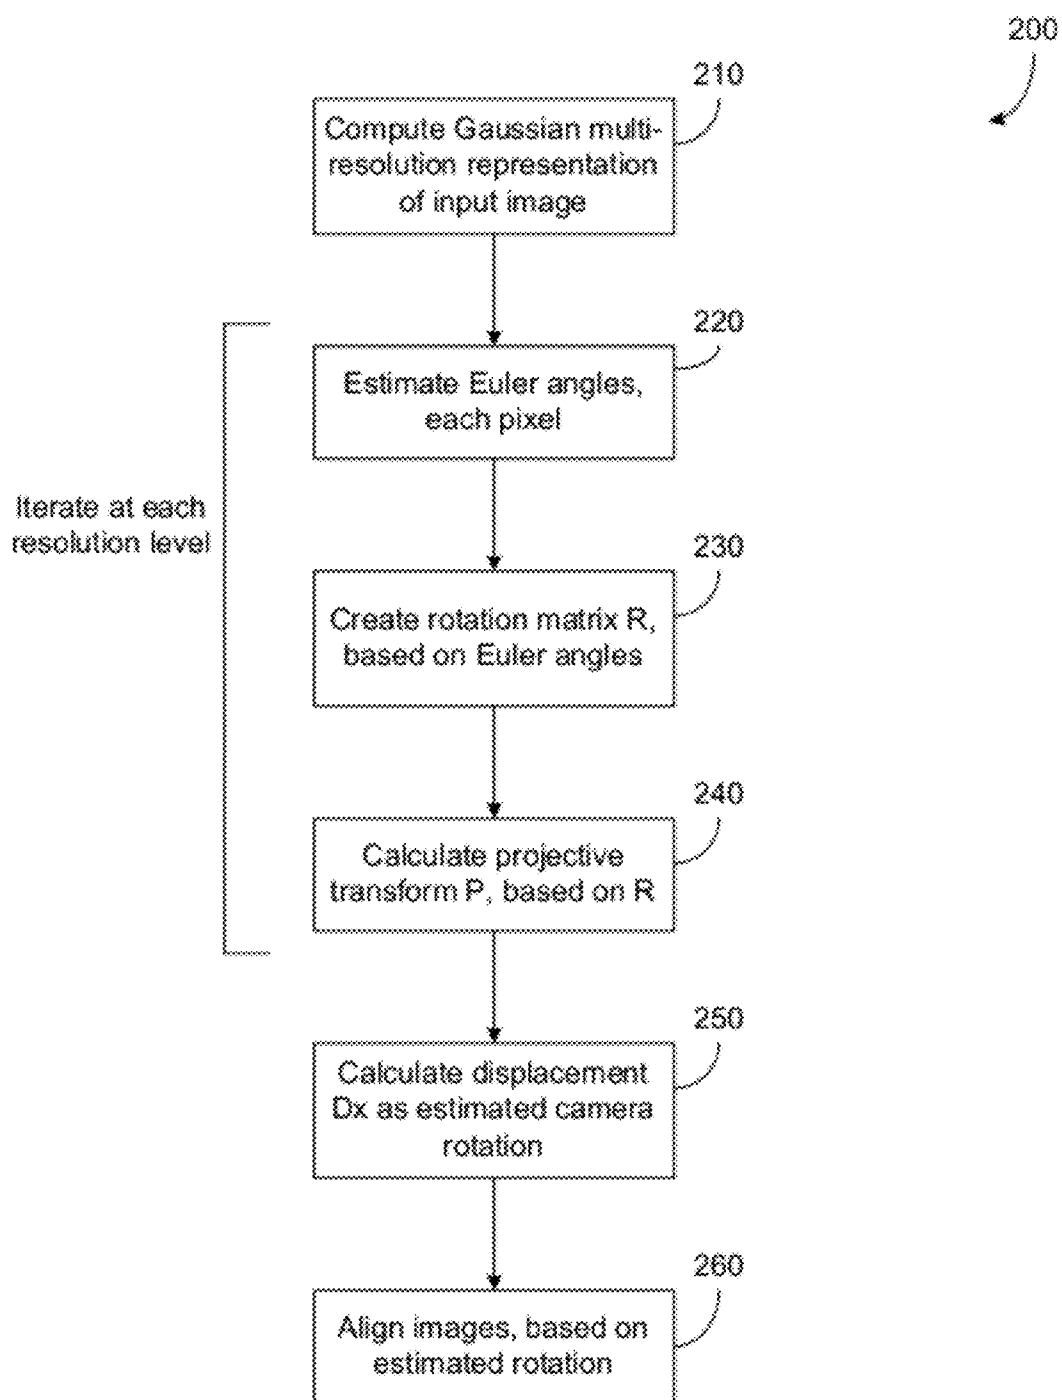 200
210
Compute Gaussian multi-
resolution representation
of input image
220
Estimate Euler angles,
each pixel
Iterate at each
resolution level
230
Create rotation matrix R,
based on Euler angles
240
Calculate projective
transform P, based on R
250
Calculate displacement
Dx as estimated camera
rotation
260
Align images, based on
estimated rotation